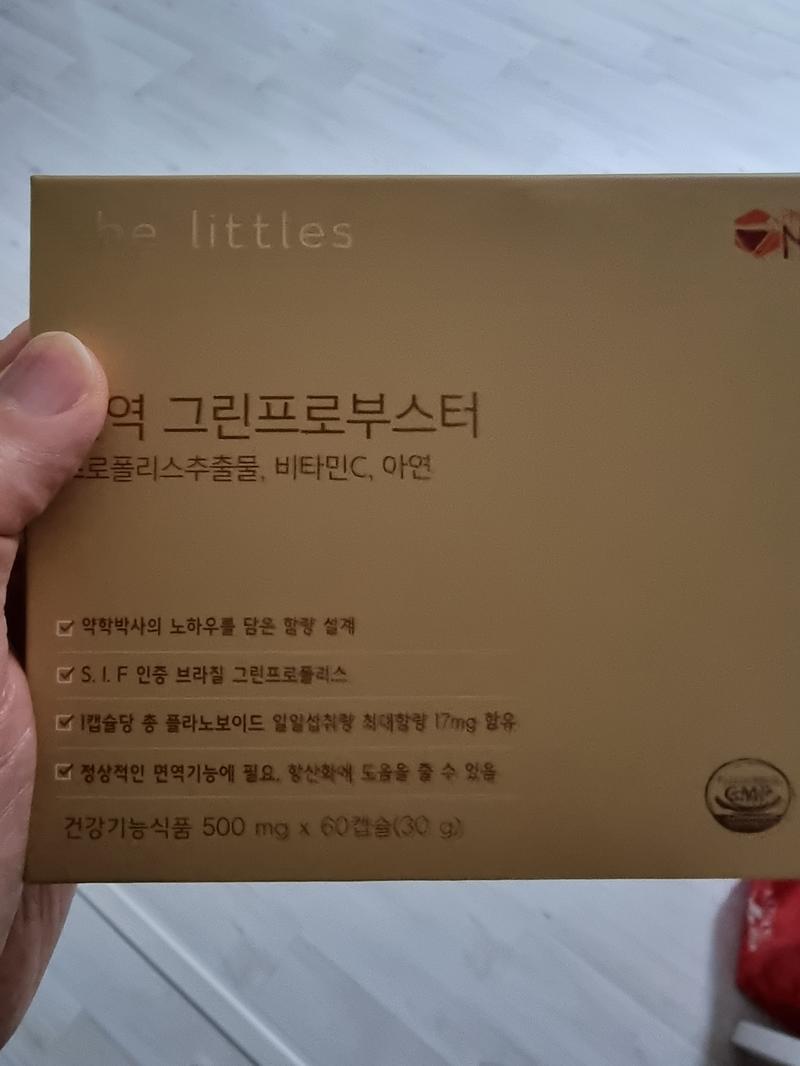 he littles
역 그린프로부스터
로폴리스추출물, 비타민C, 아연
약학박사의 노하우를 담은 함량 설계
S. I. F 인증 브라질 그린프로폴리스
1캡슐당 총 플라노보이드 일일섭취량 최대함량 17mg 함유
정상적인 면역기능에 필요, 항산화에 도움을 줄 수 있음
건강기능식품 500 mg x 60캡슐(30 g)
GMP